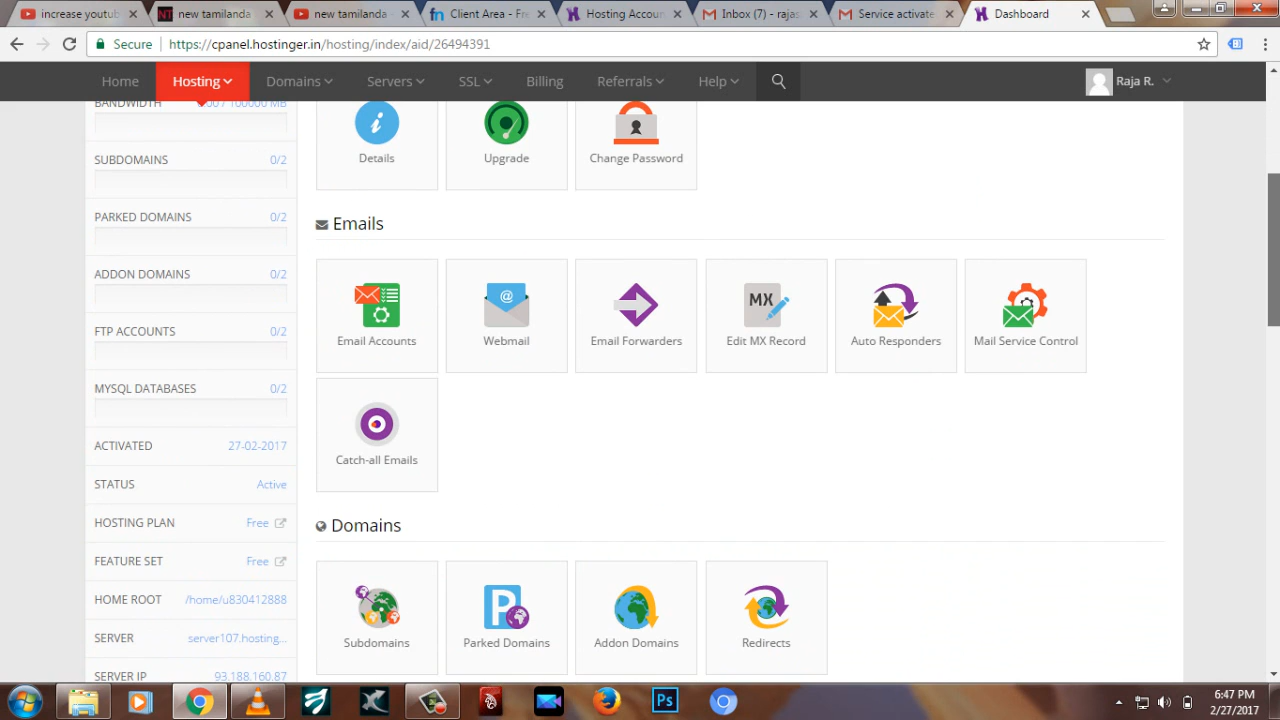 increase youtub
new tamilanda
new tamilanda
Client Area - Fre
Hosting Accoun
Inbox (7) - rajas
Service activate
Dashboard
Secure https://cpanel.hostinger.in/hosting/index/aid/26494391
Home Hosting Domains Servers SSL Billing Referrals Help Raja R.
BANDWIDTH / 100000 MB
SUBDOMAINS 0/2
PARKED DOMAINS 0/2
ADDON DOMAINS 0/2
FTP ACCOUNTS 0/2
MYSQL DATABASES 0/2
ACTIVATED 27-02-2017
STATUS Active
HOSTING PLAN Free
FEATURE SET Free
HOME ROOT /home/u830412888
SERVER server107.hosting...
SERVER IP 93.188.160.87
Details Upgrade Change Password
Emails
MX
Email Accounts Webmail Email Forwarders Edit MX Record Auto Responders Mail Service Control
Catch-all Emails
Domains
Subdomains Parked Domains Addon Domains Redirects
Ps
6:47 PM
2/27/2017